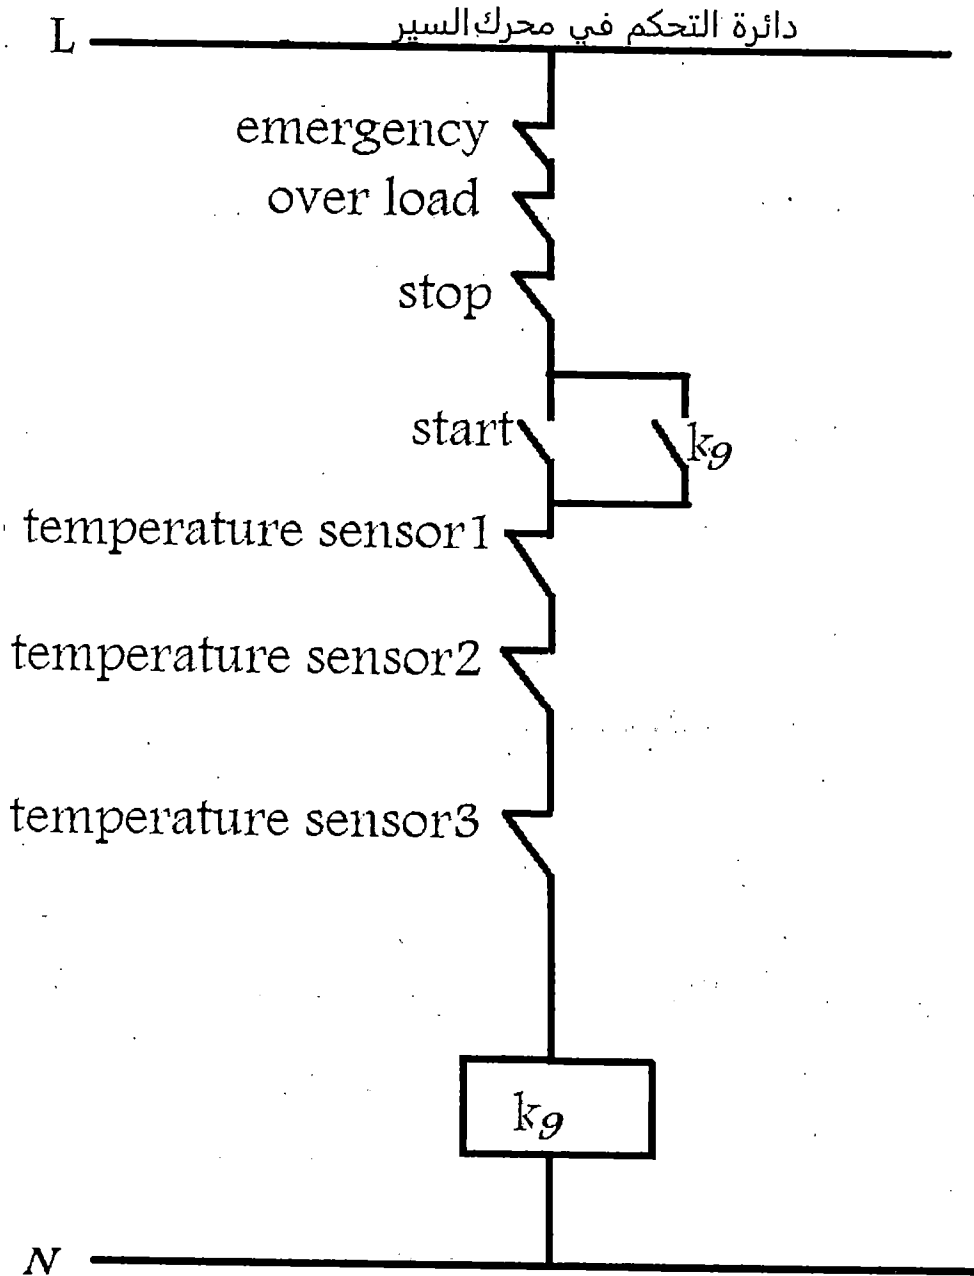 دائرة التحكم في محرك السير
L
emergency
over load
stop
start
k9
temperature sensor1
temperature sensor2
temperature sensor3
k9
N